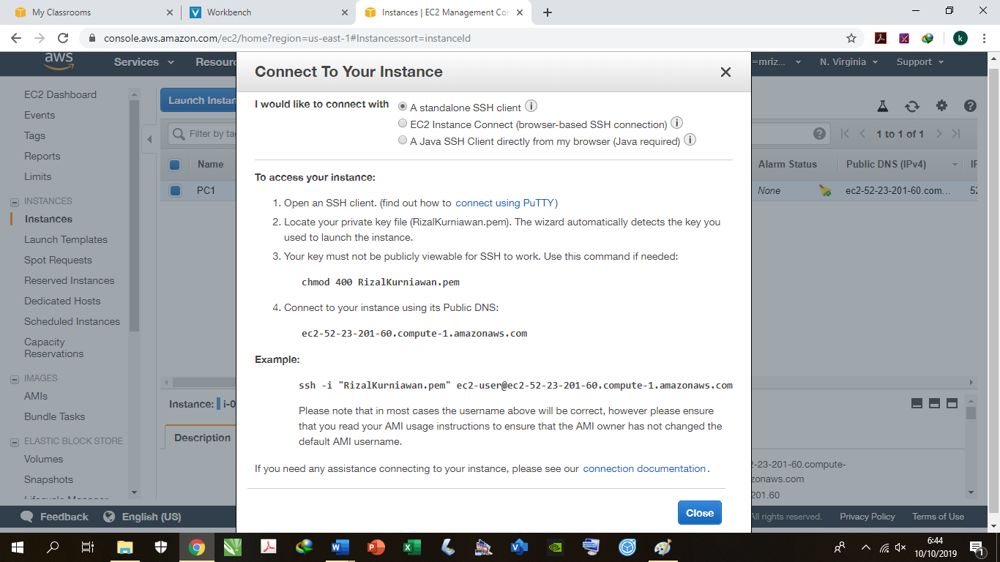 My Classrooms
Workbench
Instances | EC2 Management Con
console.aws.amazon.com/ec2/home?region=us-east-1#Instances:sort=instanceId
k
aws
Services
Resour
=mriz...
N. Virginia
Support
EC2 Dashboard
Events
Tags
Reports
Limits
INSTANCES
Instances
Launch Templates
Spot Requests
Reserved Instances
Dedicated Hosts
Scheduled Instances
Capacity
Reservations
IMAGES
AMIs
Bundle Tasks
ELASTIC BLOCK STORE
Volumes
Snapshots
Lifecycle Manager
Launch Instan
Filter by tag
1 to 1 of 1
Name
Alarm Status
Public DNS (IPv4)
PC1
None
ec2-52-23-201-60.com...
52
Instance:
i-0
Description
2-23-201-60.compute-
zonaws.com
201.60
Connect To Your Instance
I would like to connect with
A standalone SSH client
EC2 Instance Connect (browser-based SSH connection)
A Java SSH Client directly from my browser (Java required)
To access your instance:
1. Open an SSH client. (find out how to connect using PuTTY)
2. Locate your private key file (RizalKurniawan.pem). The wizard automatically detects the key you
used to launch the instance.
3. Your key must not be publicly viewable for SSH to work. Use this command if needed:
chmod 400 RizalKurniawan.pem
4. Connect to your instance using its Public DNS:
ec2-52-23-201-60.compute-1.amazonaws.com
Example:
ssh -i "RizalKurniawan.pem" ec2-user@ec2-52-23-201-60.compute-1.amazonaws.com
Please note that in most cases the username above will be correct, however please ensure
that you read your AMI usage instructions to ensure that the AMI owner has not changed the
default AMI username.
If you need any assistance connecting to your instance, please see our connection documentation.
Close
Feedback
English (US)
All rights reserved.
Privacy Policy
Terms of Use
6:44
10/10/2019
1